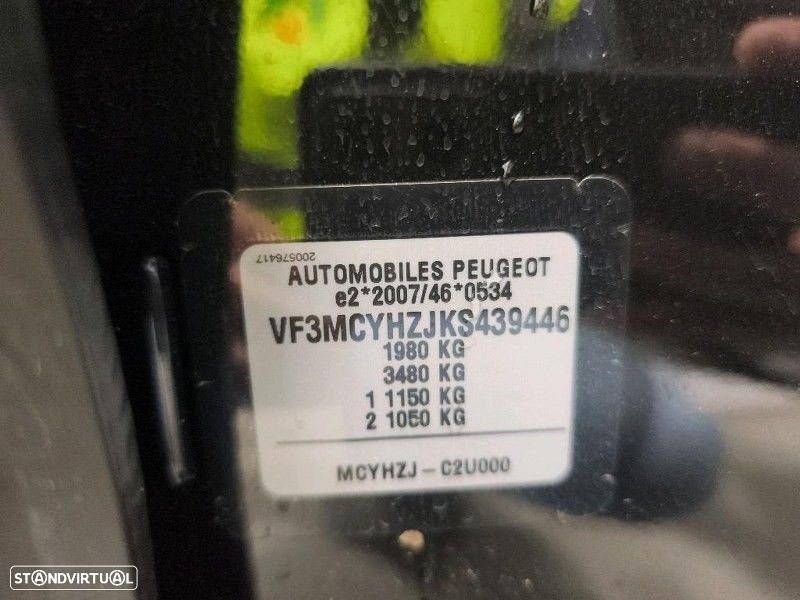 200576417
AUTOMOBILES PEUGEOT
e2*2007/46*0534
VF3MCYHZJKS439446
1980 KG
3480 KG
1 1150 KG
2 1050 KG
MCYHZJ - C2U000
STANDVIRTUAL